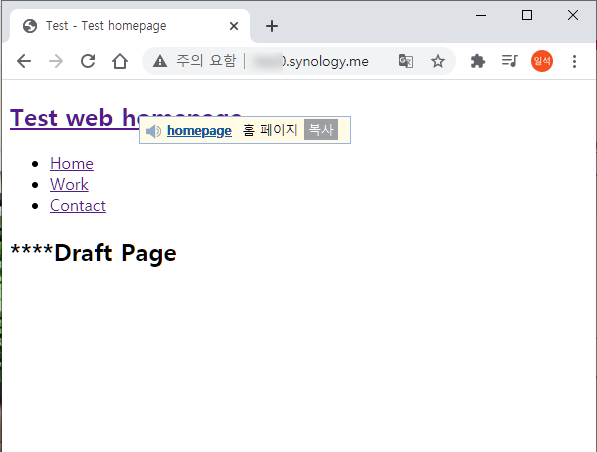 Test - Test homepage
주의 요함 0.synology.me
일석
Test web homepage
homepage 홈 페이지 복사
Home
Work
Contact
****Draft Page